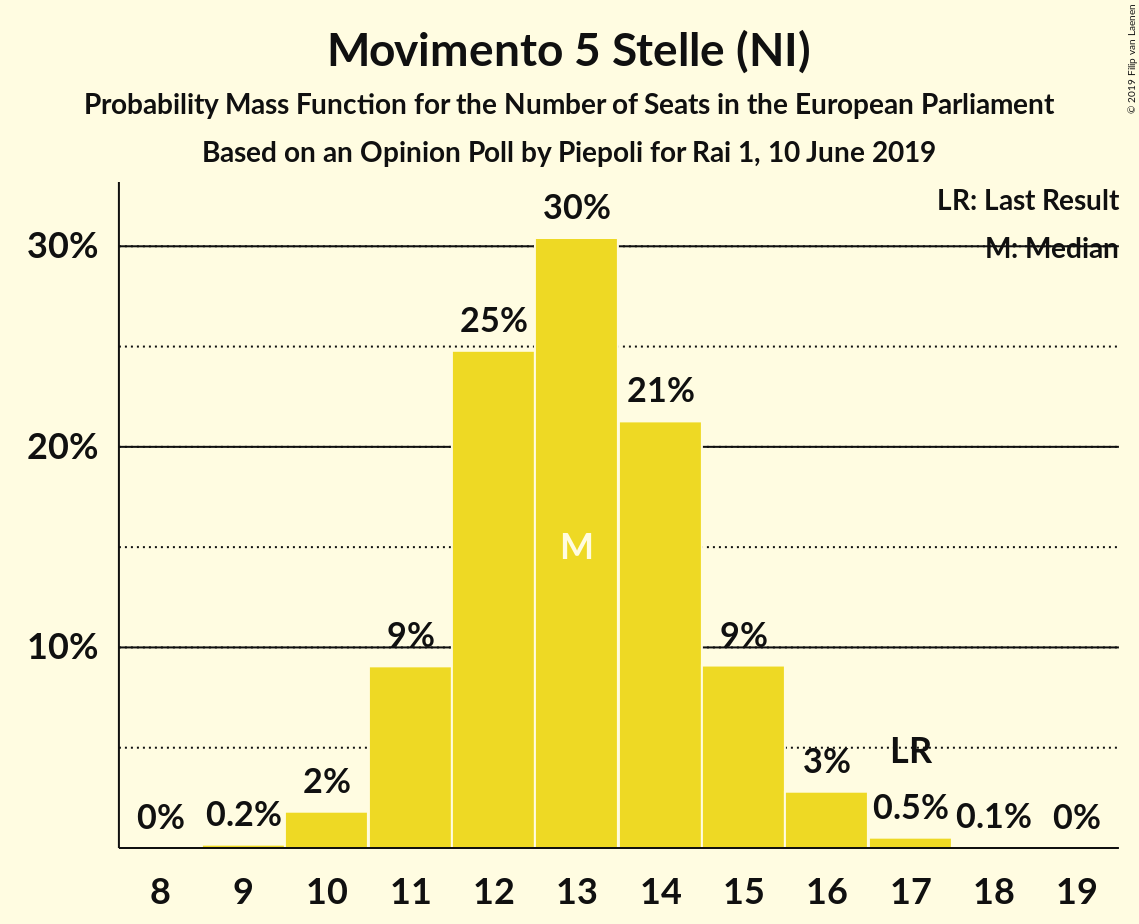 Movimento 5 Stelle (NI)
Probability Mass Function for the Number of Seats in the European Parliament
Based on an Opinion Poll by Piepoli for Rai 1, 10 June 2019
© 2019 Filip van Laenen
LR: Last Result
M: Median
30%
20%
10%
0%
0.2%
2%
9%
25%
30%
M
21%
9%
3%
LR
0.5%
0.1%
0%
8 9 10 11 12 13 14 15 16 17 18 19